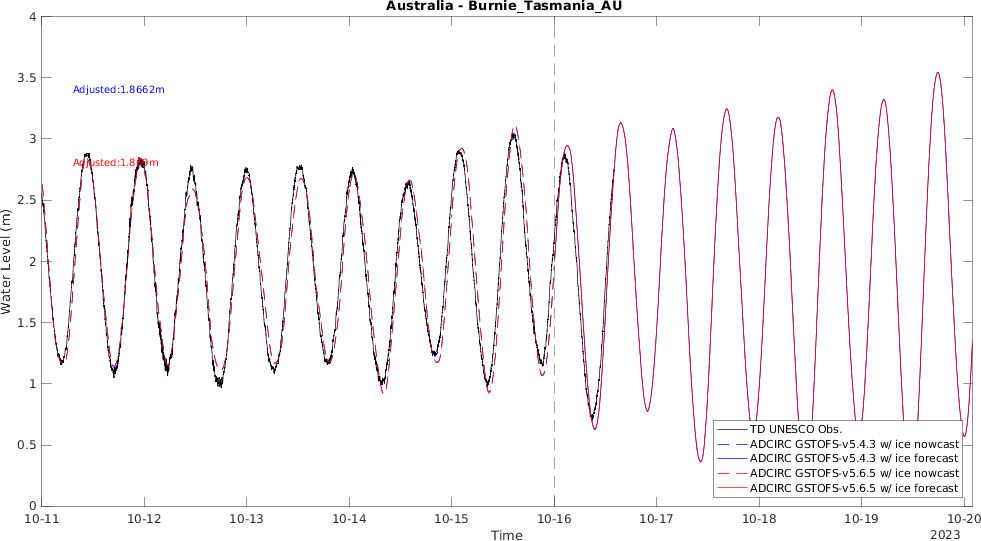 Australia - Burnie_Tasmania_AU
4
3.5
3
2.5
2
1.5
1
0.5
0
Water Level (m)
Adjusted:1.8662m
TD UNESCO Obs.
ADCIRC GSTOFS-v5.4.3 w/ ice nowcast
ADCIRC GSTOFS-v5.4.3 w/ ice forecast
ADCIRC GSTOFS-v5.6.5 w/ ice nowcast
ADCIRC GSTOFS-v5.6.5 w/ ice forecast
10-11 10-12 10-13 10-14 10-15 10-16 10-17 10-18 10-19 10-20
2023
Time